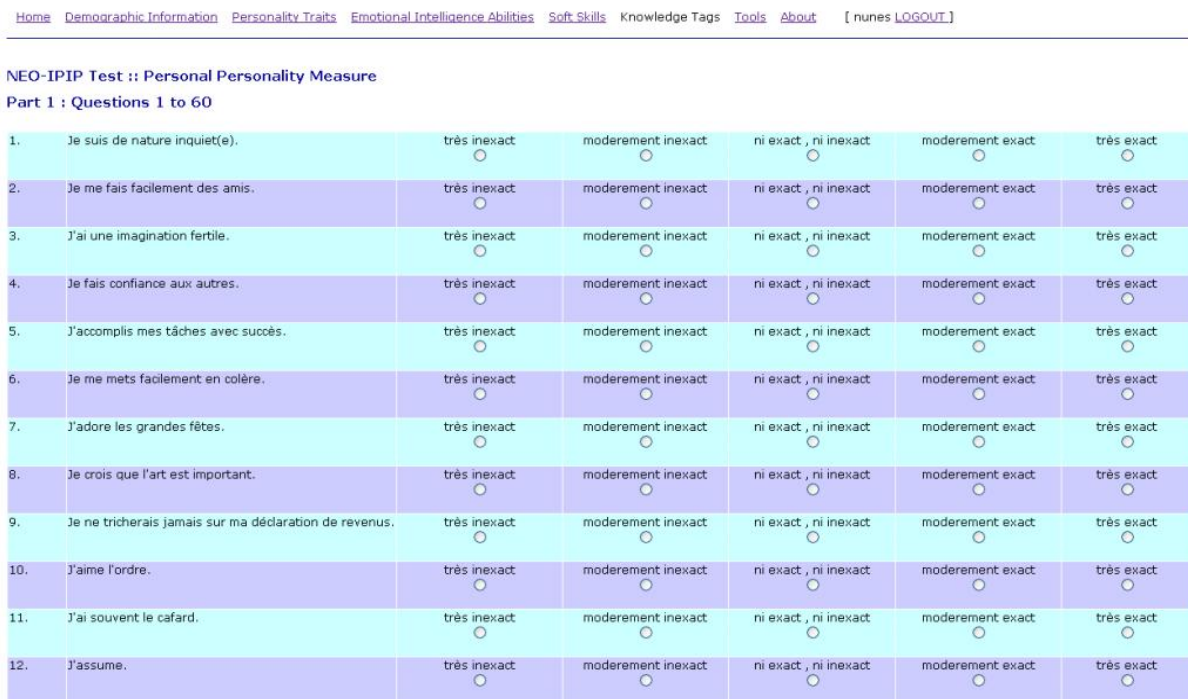 Home Demographic Information Personality Traits Emotional Intelligence Abilities Soft Skills Knowledge Tags Tools About [ nunes LOGOUT ]
NEO-IPIP Test :: Personal Personality Measure
Part 1 : Questions 1 to 60
1. Je suis de nature inquiet(e). très inexact moderement inexact ni exact , ni inexact moderement exact très exact
2. Je me fais facilement des amis. très inexact moderement inexact ni exact , ni inexact moderement exact très exact
3. J'ai une imagination fertile. très inexact moderement inexact ni exact , ni inexact moderement exact très exact
4. Je fais confiance aux autres. très inexact moderement inexact ni exact , ni inexact moderement exact très exact
5. J'accomplis mes tâches avec succès. très inexact moderement inexact ni exact , ni inexact moderement exact très exact
6. Je me mets facilement en colère. très inexact moderement inexact ni exact , ni inexact moderement exact très exact
7. J'adore les grandes fêtes. très inexact moderement inexact ni exact , ni inexact moderement exact très exact
8. Je crois que l'art est important. très inexact moderement inexact ni exact , ni inexact moderement exact très exact
9. Je ne tricherais jamais sur ma déclaration de revenus. très inexact moderement inexact ni exact , ni inexact moderement exact très exact
10. J'aime l'ordre. très inexact moderement inexact ni exact , ni inexact moderement exact très exact
11. J'ai souvent le cafard. très inexact moderement inexact ni exact , ni inexact moderement exact très exact
12. J'assume. très inexact moderement inexact ni exact , ni inexact moderement exact très exact